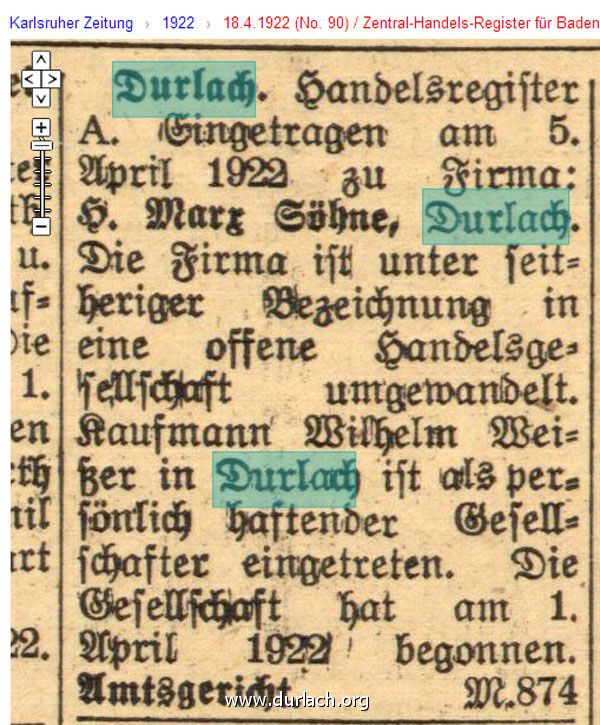 Karlsruher Zeitung › 1922 › 18.4.1922 (No. 90) / Zentral-Handels-Register für Baden
Durlach. Handelsregister
A. Eingetragen am 5.
April 1922 zu Firma:
H. Marx Söhne, Durlach.
Die Firma ist unter seit=
heriger Bezeichnung in
eine offene Handelsge=
sellschaft umgewandelt.
Kaufmann Wilhelm Wei=
ßer in Durlach ist als per=
sönlich haftender Gesell=
schafter eingetreten. Die
Gesellschaft hat am 1.
April 1922 begonnen.
Amtsgericht M.874
www.durlach.org
u.
1.
en
22.